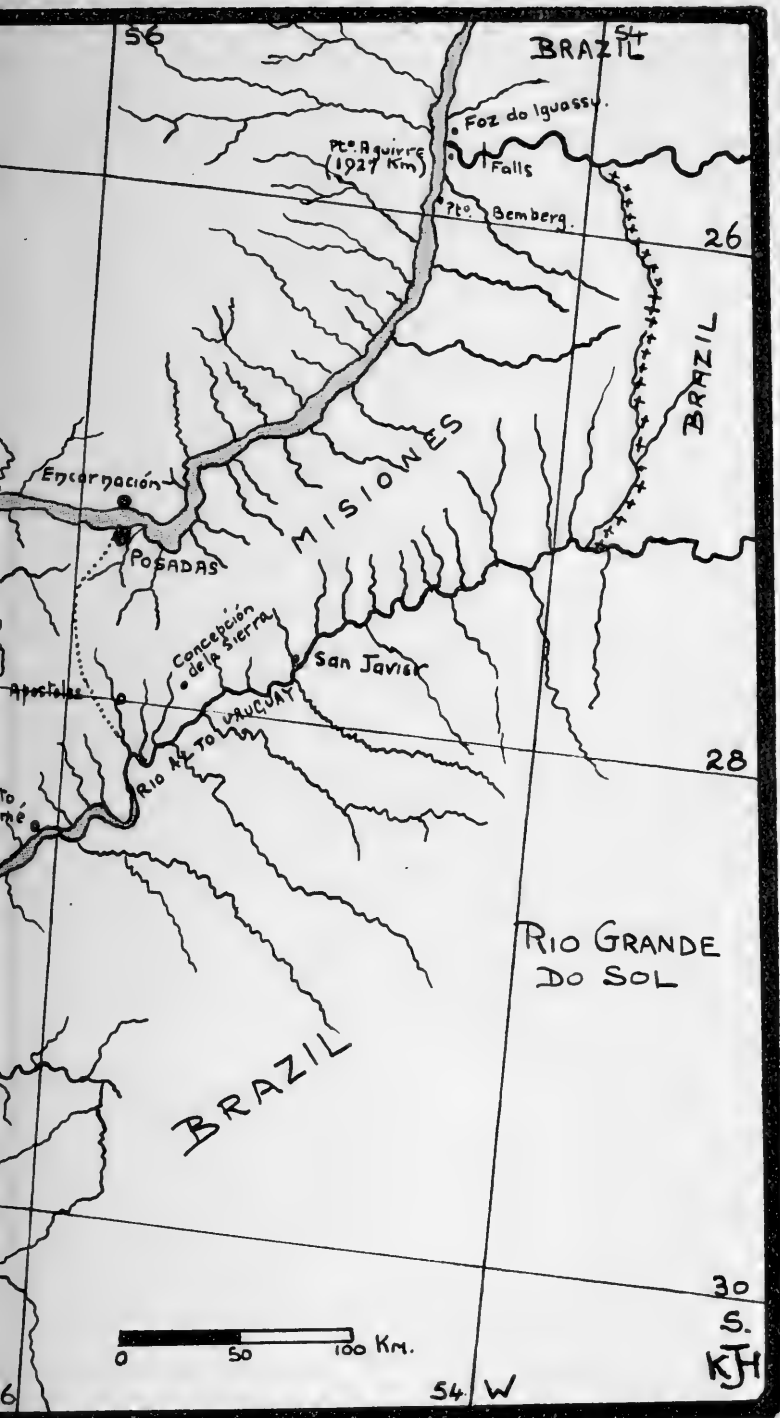 56
54
BRAZIL
Foz do Iguassu.
Pto. Aguirre
(1927 Km)
Falls
Pto. Bemberg.
26
BRAZIL
MISIONES
Encarnación
POSADAS
Concepción
de la Sierra
San Javier
Apostoles
RIO ALTO URUGUAY
28
RIO GRANDE
DO SOL
BRAZIL
30
S.
KJH
0 50 100 KM.
6
54 W